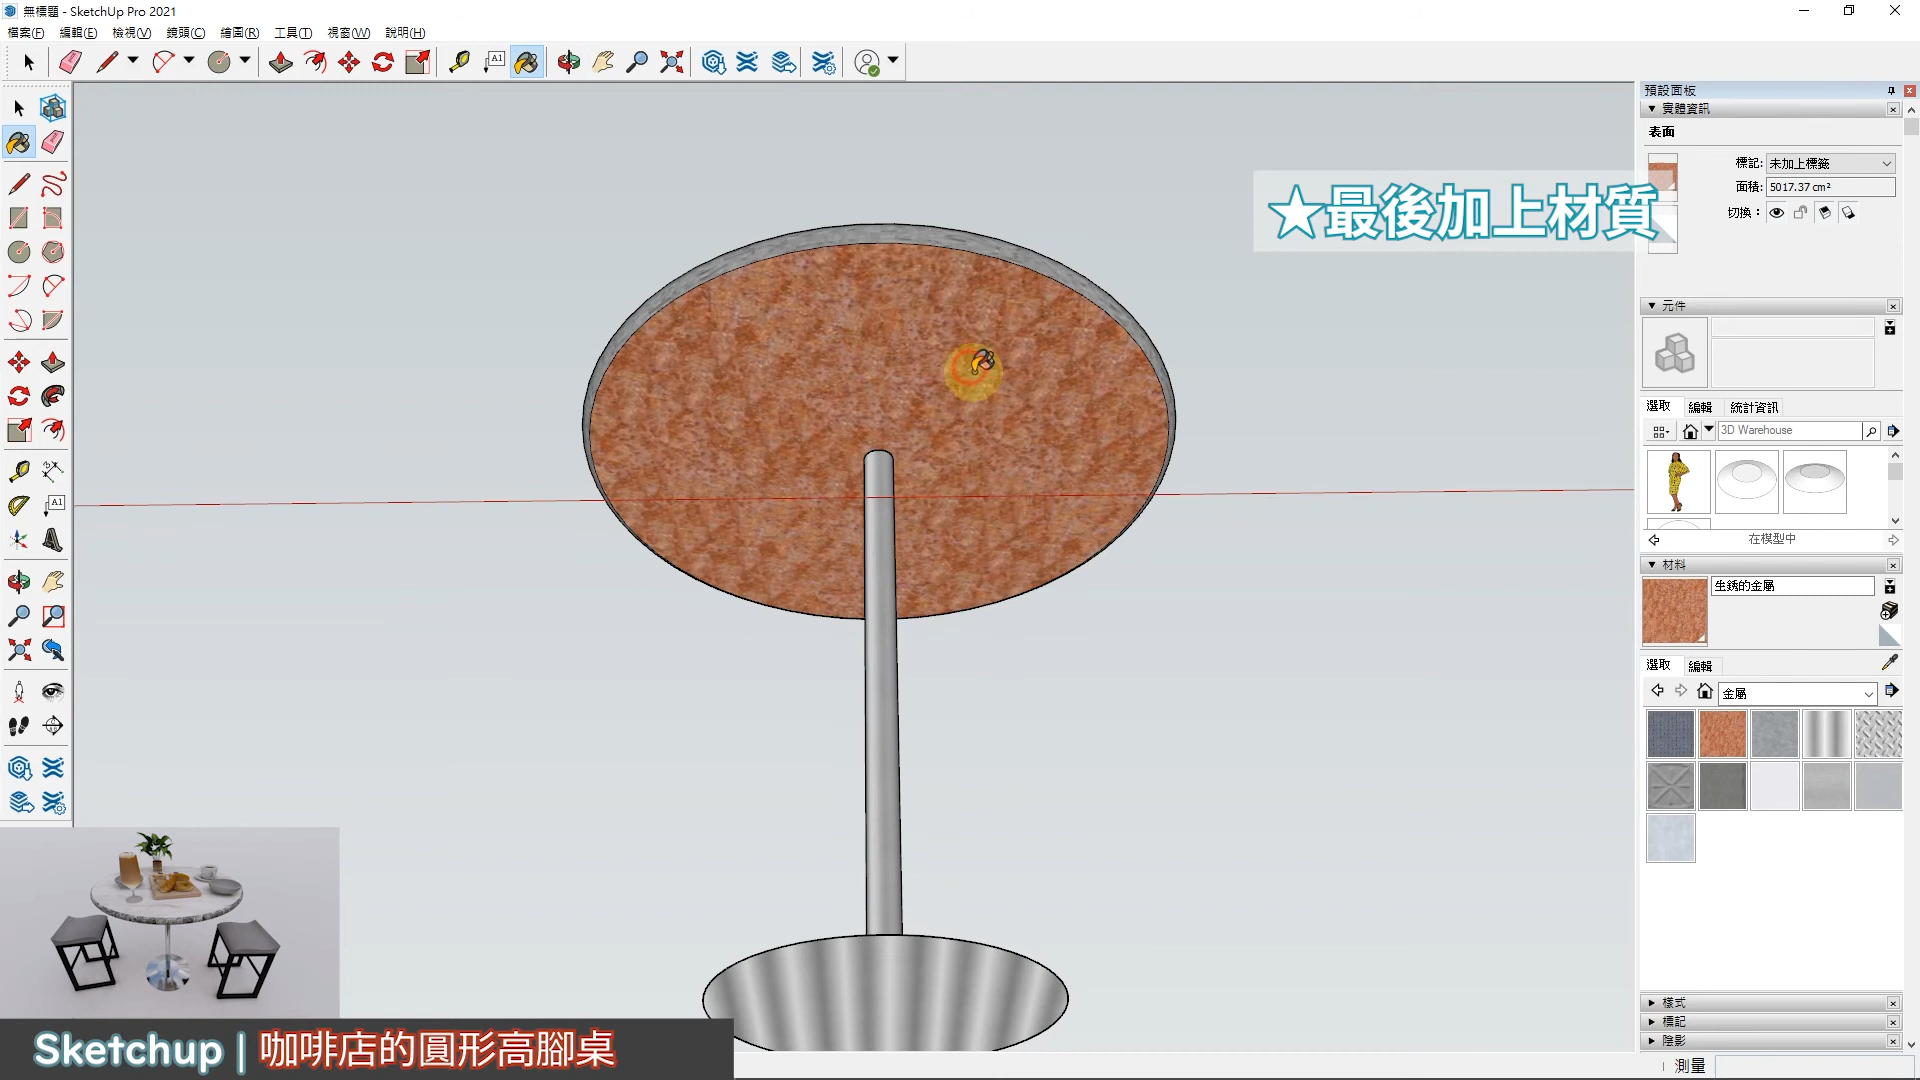 無標題 - SketchUp Pro 2021
檔案(F) 編輯(E) 檢視(V) 鏡頭(C) 繪圖(R) 工具(T) 視窗(W) 說明(H)
A1
A1
預設面板
實體資訊
表面
標記: 未加上標籤
面積: 5017.37 cm²
切換：
★最後加上材質
元件
選取 編輯 統計資訊
3D Warehouse
在模型中
材料
生銹的金屬
選取 編輯
金屬
樣式
標記
陰影
Sketchup | 咖啡店的圓形高腳桌
測量